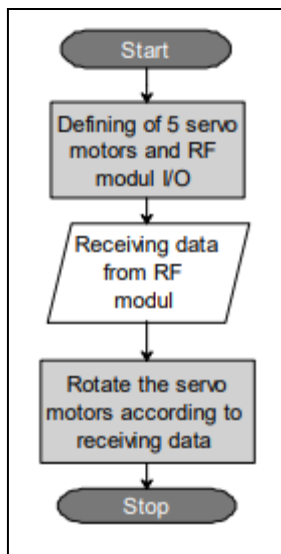 Start
Defining of 5 servo
motors and RF
modul I/O
Receiving data
from RF
modul
Rotate the servo
motors according to
receiving data
Stop